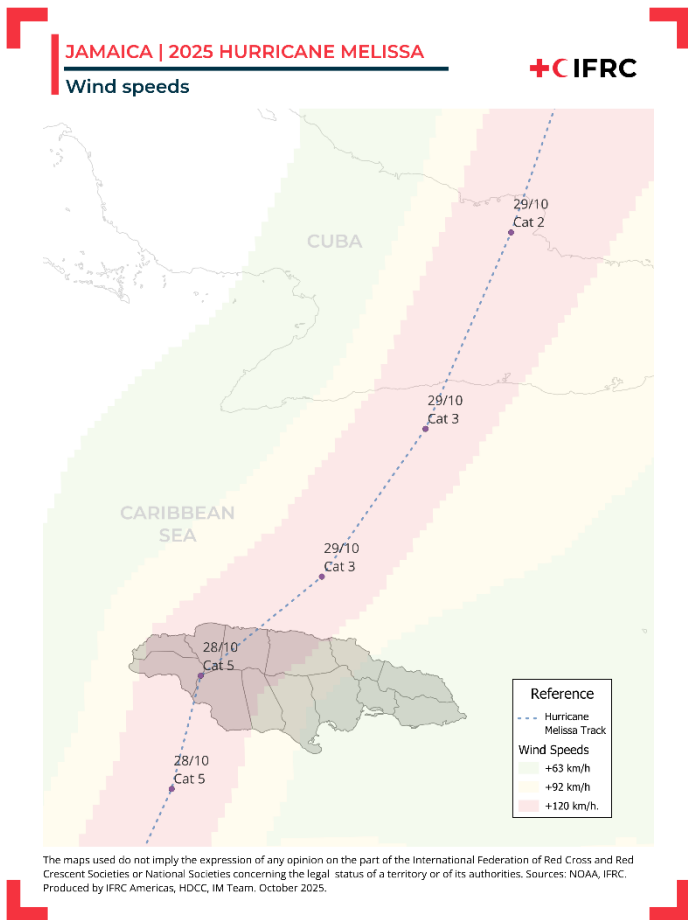 JAMAICA | 2025 HURRICANE MELISSA
Wind speeds
IFRC
29/10
Cat 2
CUBA
29/10
Cat 3
CARIBBEAN
SEA
29/10
Cat 3
28/10
Cat 5
28/10
Cat 5
Reference
Hurricane
Melissa Track
Wind Speeds
+63 km/h
+92 km/h
+120 km/h.
The maps used do not imply the expression of any opinion on the part of the International Federation of Red Cross and Red
Crescent Societies or National Societies concerning the legal status of a territory or of its authorities. Sources: NOAA, IFRC.
Produced by IFRC Americas, HDCC, IM Team. October 2025.